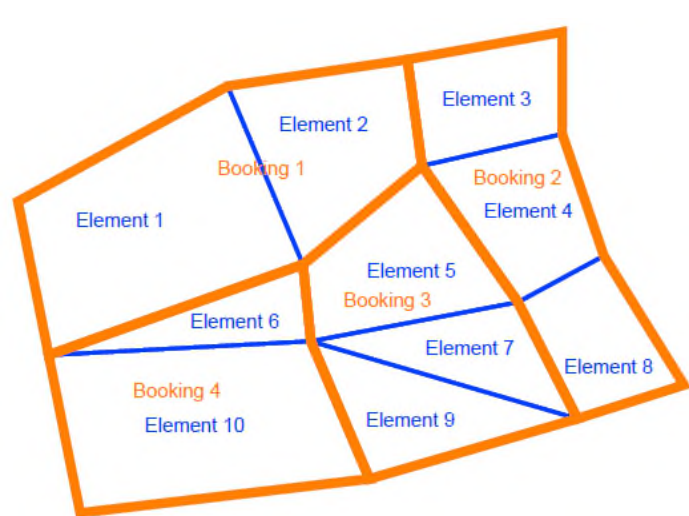 Element 3
Element 2
Booking 1
Booking 2
Element 4
Element 1
Element 5
Booking 3
Element 6
Element 7
Element 8
Booking 4
Element 9
Element 10